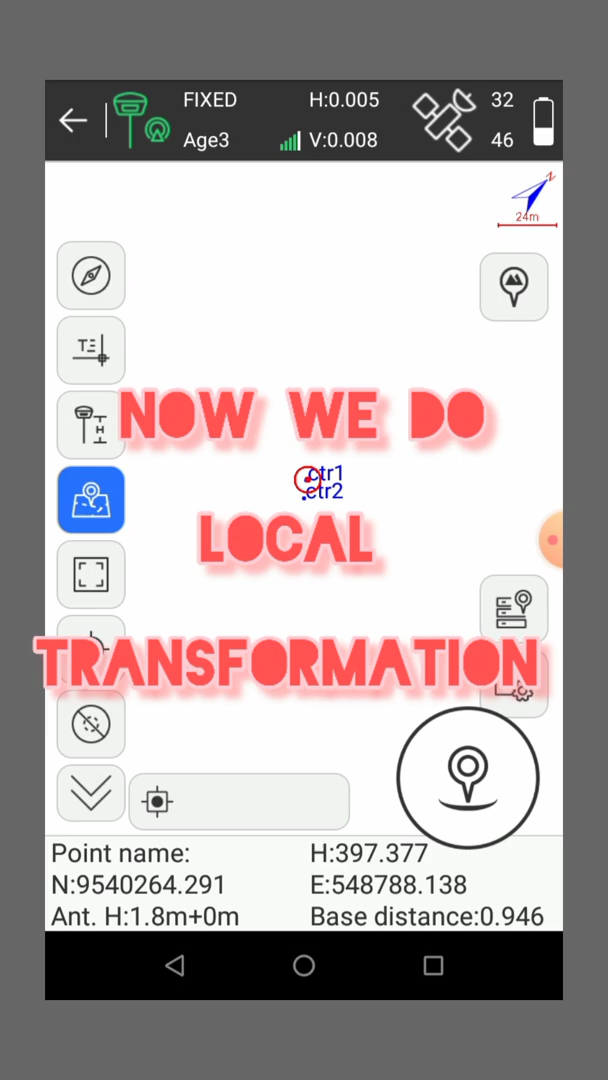 FIXED H:0.005 32
Age3 V:0.008 46
Z
24m
NOW WE DO
ctr1
ctr2
LOCAL
TRANSFORMATION
Point name: H:397.377
N:9540264.291 E:548788.138
Ant. H:1.8m+0m Base distance:0.946